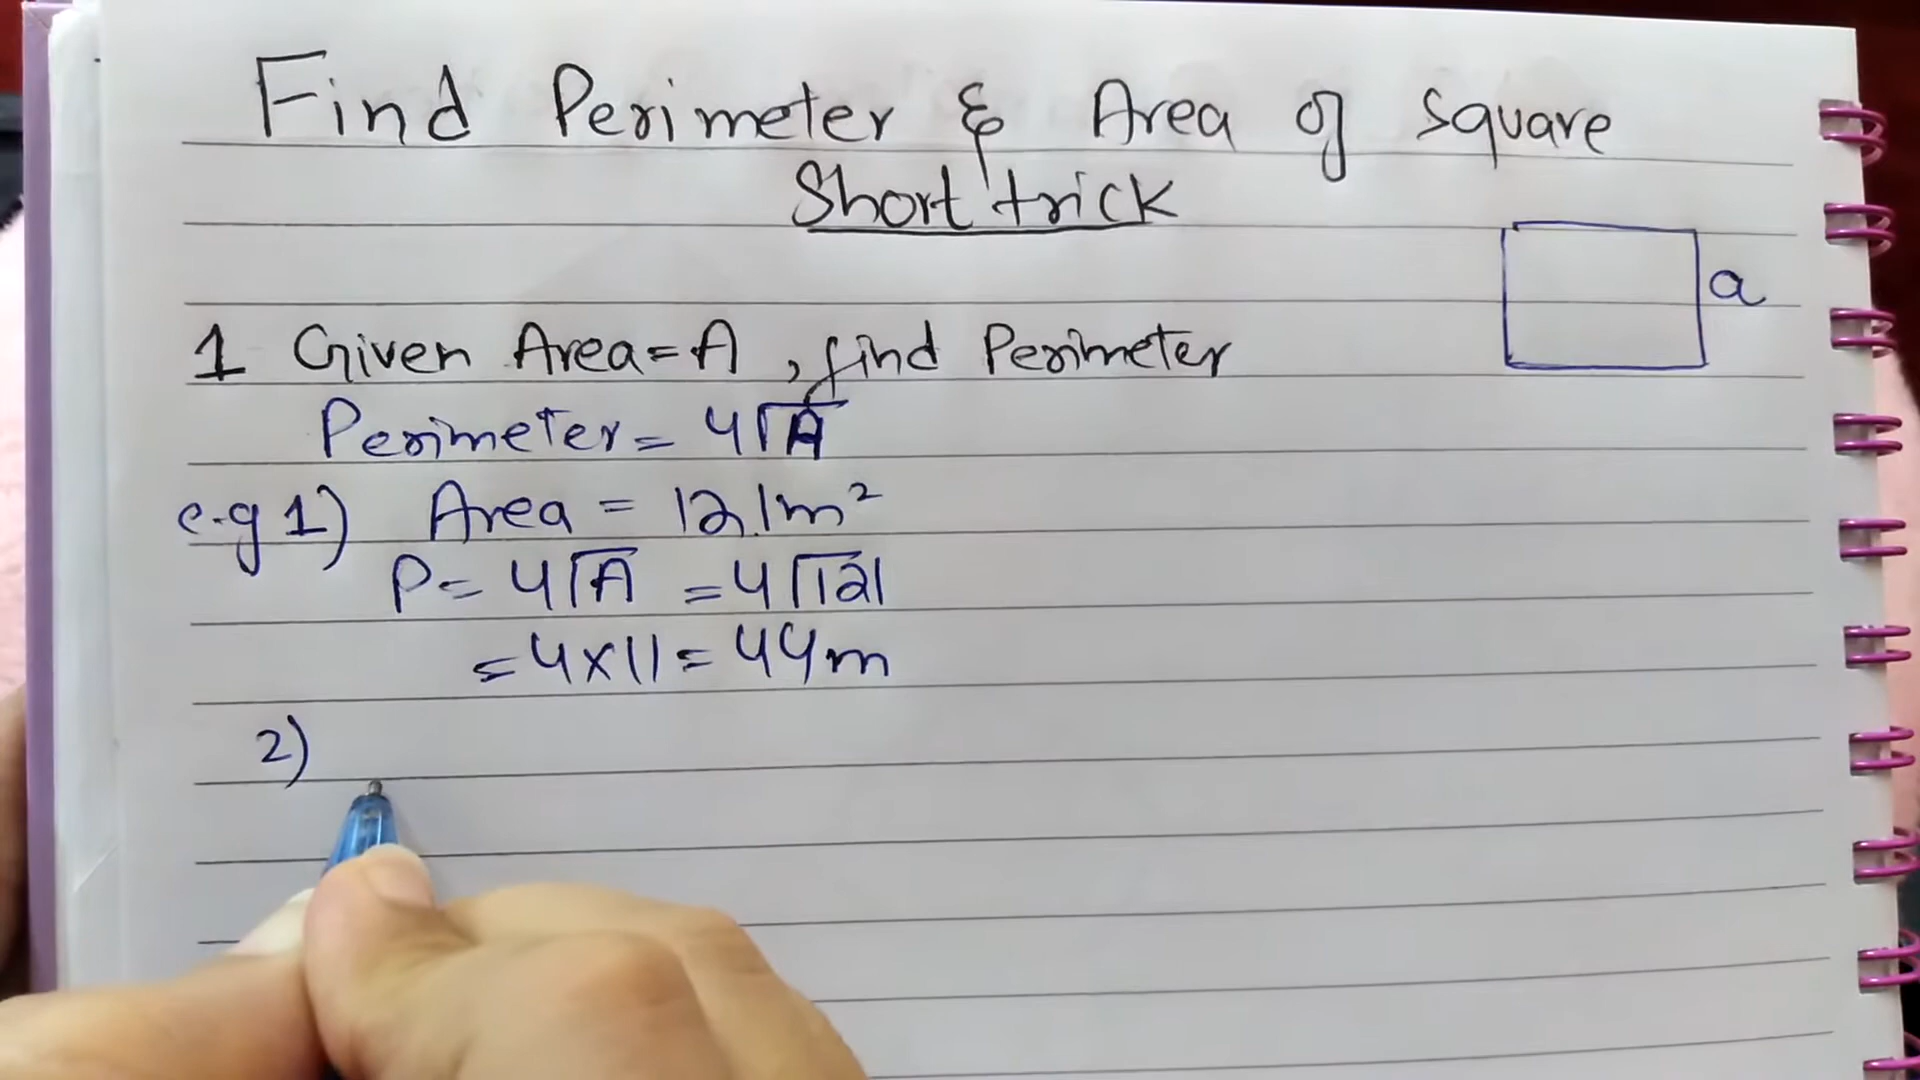 Find Perimeter & Area of square
Short trick
a
1 Given Area = A , find Perimeter
Perimeter = 4√A
e.g 1) Area = 121m²
P = 4√A = 4√121
= 4×11 = 44m
2)